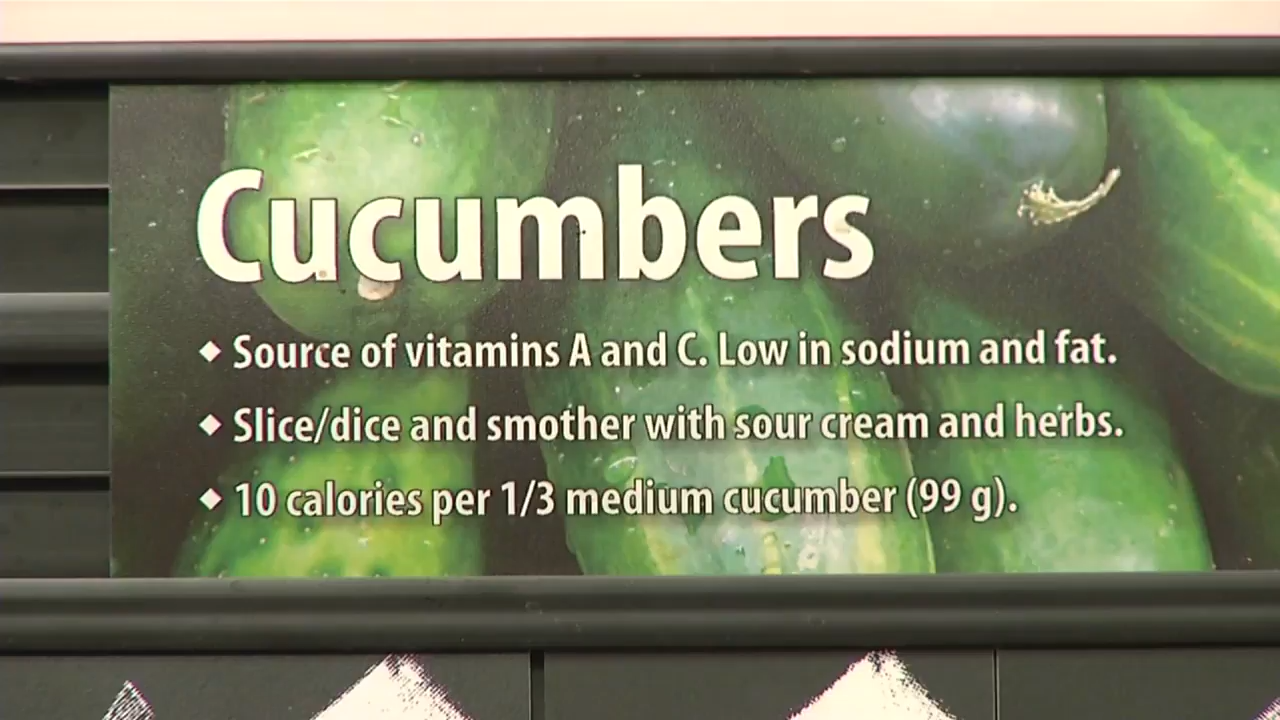 Cucumbers
◆ Source of vitamins A and C. Low in sodium and fat.
◆ Slice/dice and smother with sour cream and herbs.
◆ 10 calories per 1/3 medium cucumber (99 g).